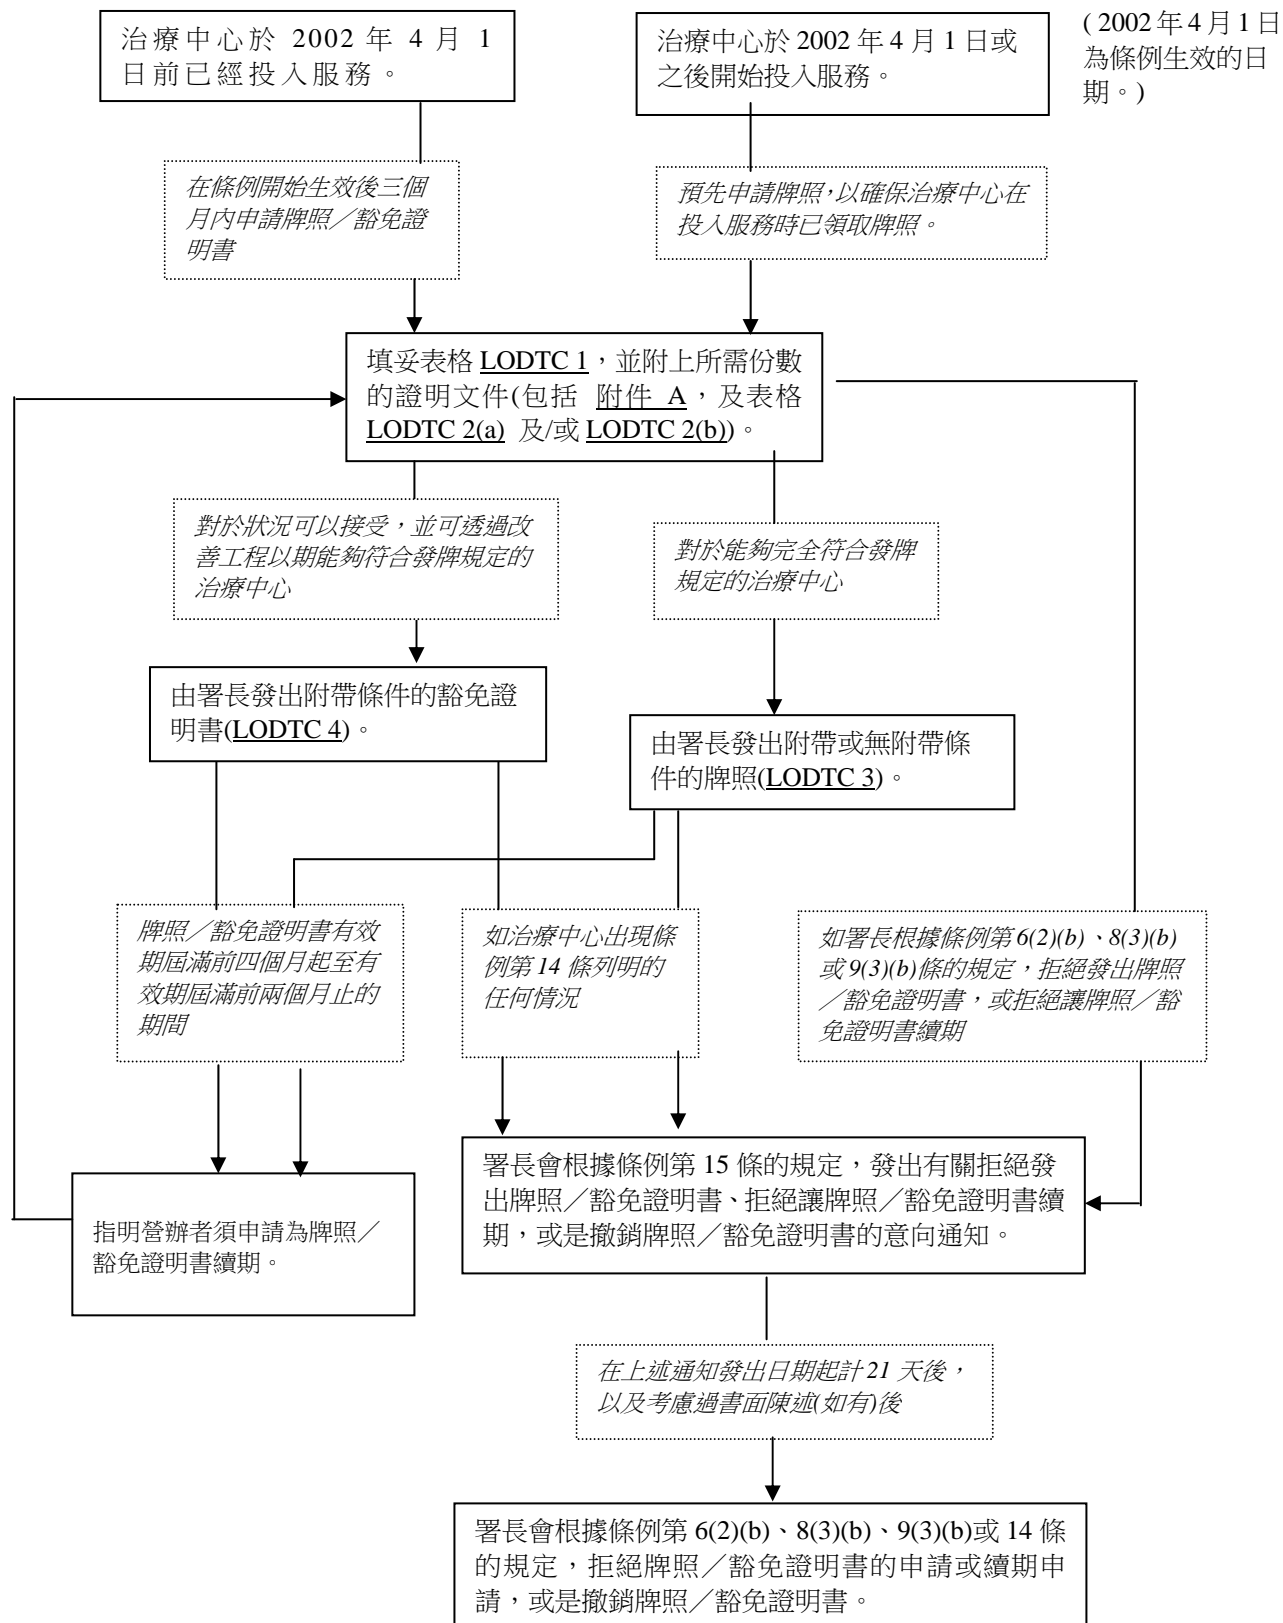 治療中心於 2002 年 4 月 1
日前已經投入服務。
治療中心於 2002 年 4 月 1 日或
之後開始投入服務。
( 2002 年 4 月 1 日
為條例生效的日
期。)
在條例開始生效後三個
月內申請牌照／豁免證
明書
預先申請牌照，以確保治療中心在
投入服務時已領取牌照。
填妥表格 LODTC 1，並附上所需份數
的證明文件(包括 附件 A，及表格
LODTC 2(a) 及/或 LODTC 2(b))。
對於狀況可以接受，並可透過改
善工程以期能夠符合發牌規定的
治療中心
對於能夠完全符合發牌
規定的治療中心
由署長發出附帶條件的豁免證
明書(LODTC 4)。
由署長發出附帶或無附帶條
件的牌照(LODTC 3)。
牌照／豁免證明書有效
期屆滿前四個月起至有
效期屆滿前兩個月止的
期間
如治療中心出現條
例第 14 條列明的
任何情況
如署長根據條例第 6(2)(b)、8(3)(b)
或 9(3)(b)條的規定，拒絕發出牌照
／豁免證明書，或拒絕讓牌照／豁
免證明書續期
署長會根據條例第 15 條的規定，發出有關拒絕發
出牌照／豁免證明書、拒絕讓牌照／豁免證明書續
期，或是撤銷牌照／豁免證明書的意向通知。
指明營辦者須申請為牌照／
豁免證明書續期。
在上述通知發出日期起計 21 天後，
以及考慮過書面陳述(如有)後
署長會根據條例第 6(2)(b)、8(3)(b)、9(3)(b)或 14 條
的規定，拒絕牌照／豁免證明書的申請或續期申
請，或是撤銷牌照／豁免證明書。